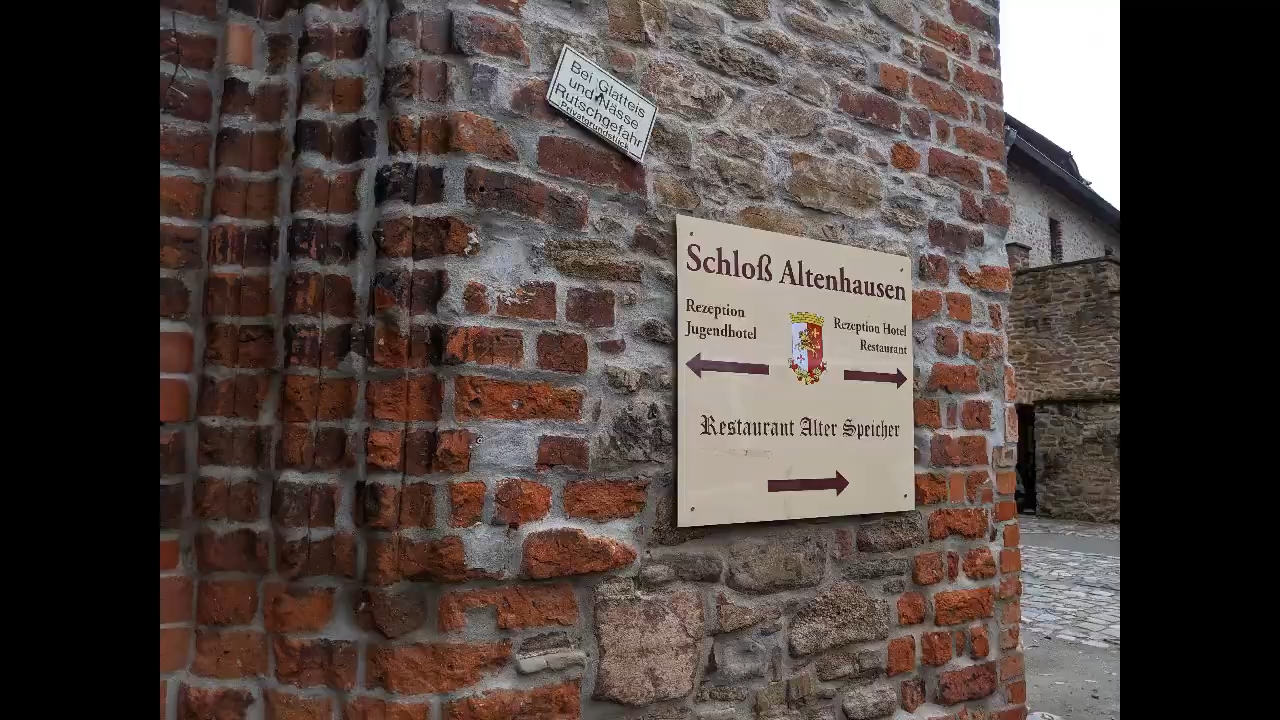 Bei Glatteis
und Nässe
Rutschgefahr
Privatgrundstück
Schloß Altenhausen
Rezeption
Jugendhotel
Rezeption Hotel
Restaurant
Restaurant Alter Speicher